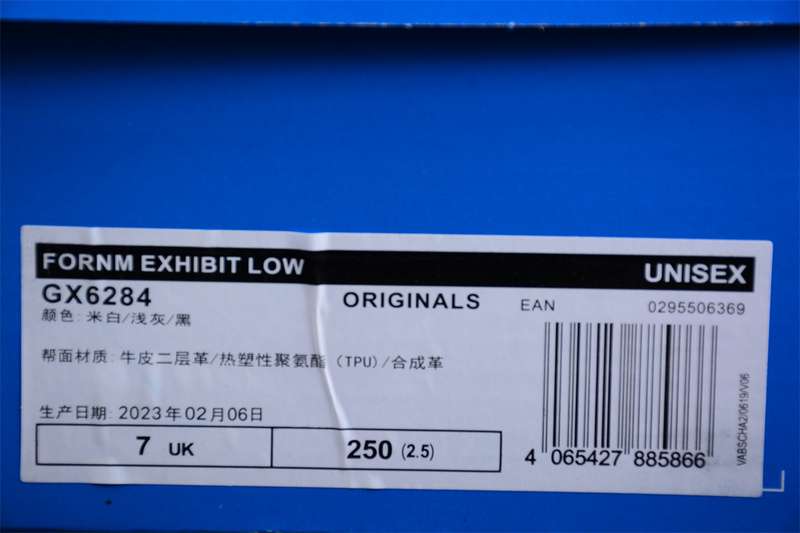 FORNM EXHIBIT LOW
UNISEX
GX6284
ORIGINALS
EAN
0295506369
颜色: 米白/浅灰/黑
帮面材质: 牛皮二层革/热塑性聚氨酯 (TPU)/合成革
生产日期: 2023年02月06日
7 UK
250 (2.5)
4 065427 885866
VABSCHA2/0619/V06